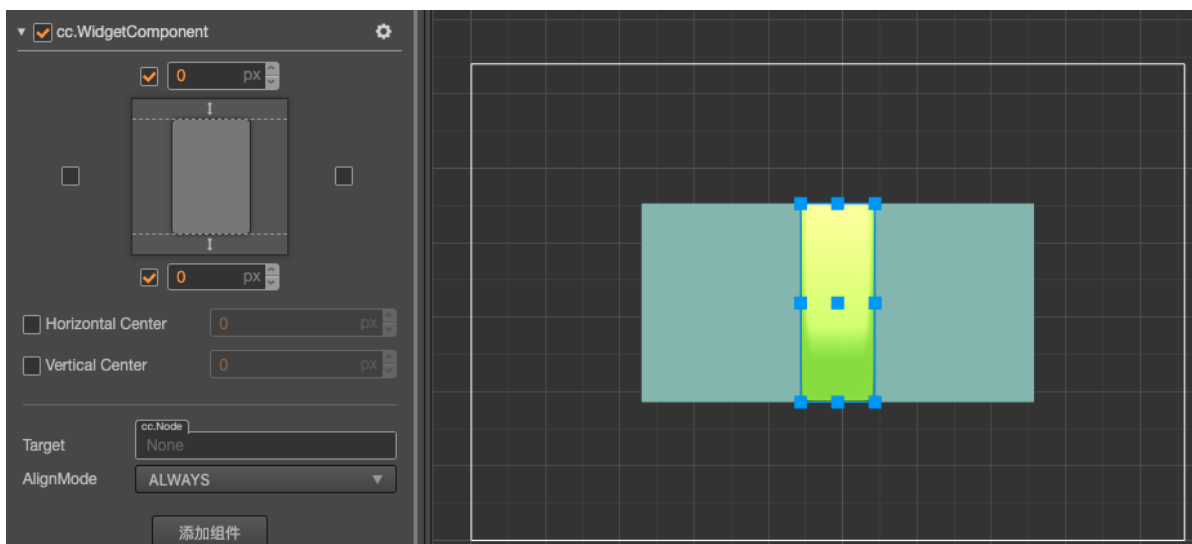 cc.WidgetComponent
0 px
0 px
Horizontal Center 0 px
Vertical Center 0 px
Target cc.Node None
AlignMode ALWAYS
添加组件